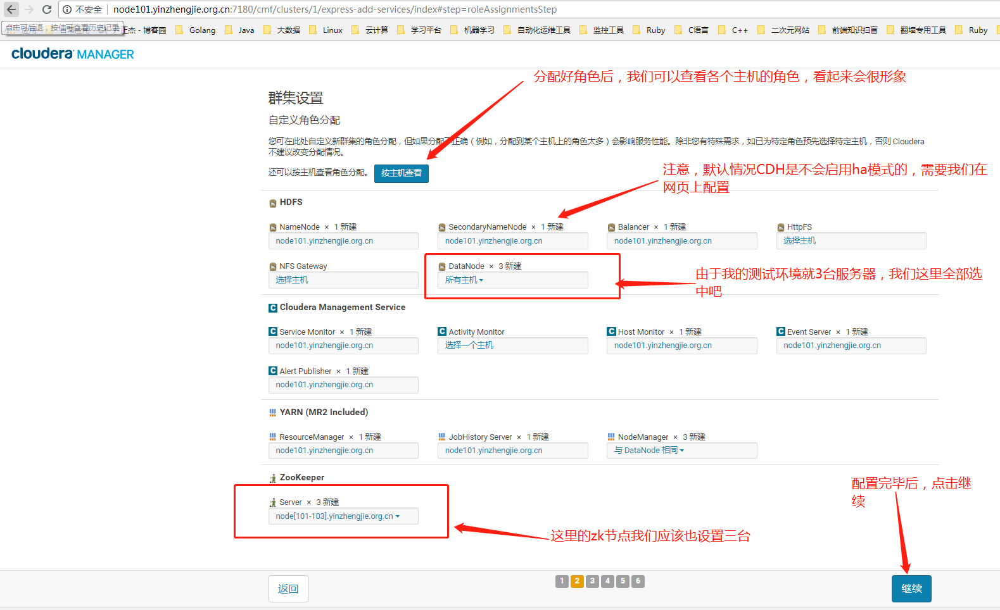 不安全 node101.yinzhengjie.org.cn:7180/cmf/clusters/1/express-add-services/index#step=roleAssignmentsStep
点击可后退，按住可查看历史记录
正杰 - 博客园 Golang Java 大数据 Linux 云计算 学习平台 机器学习 自动化运维工具 监控工具 Ruby C语言 C++ 二次元网站 前端知识扫盲 翻墙专用工具 Ruby
cloudera MANAGER
分配好角色后，我们可以查看各个主机的角色，看起来会很形象
群集设置
自定义角色分配
您可在此处自定义新群集的角色分配，但如果分配不正确（例如，分配到某个主机上的角色太多）会影响服务性能。除非您有特殊需求，如已为特定角色预先选择特定主机，否则 Cloudera
不建议改变分配情况。
还可以按主机查看角色分配。 按主机查看
注意，默认情况CDH是不会启用ha模式的，需要我们在
网页上配置
HDFS
NameNode × 1 新建 SecondaryNameNode × 1 新建 Balancer × 1 新建 HttpFS
node101.yinzhengjie.org.cn node101.yinzhengjie.org.cn node101.yinzhengjie.org.cn 选择主机
NFS Gateway DataNode × 3 新建
选择主机 所有主机
由于我的测试环境就3台服务器，我们这里全部选
中吧
Cloudera Management Service
Service Monitor × 1 新建 Activity Monitor Host Monitor × 1 新建 Event Server × 1 新建
node101.yinzhengjie.org.cn 选择一个主机 node101.yinzhengjie.org.cn node101.yinzhengjie.org.cn
Alert Publisher × 1 新建
node101.yinzhengjie.org.cn
YARN (MR2 Included)
ResourceManager × 1 新建 JobHistory Server × 1 新建 NodeManager × 3 新建
node101.yinzhengjie.org.cn node101.yinzhengjie.org.cn 与 DataNode 相同
ZooKeeper
Server × 3 新建
node[101-103].yinzhengjie.org.cn
这里的zk节点我们应该也设置三台
配置完毕后，点击继
续
返回 1 2 3 4 5 6 继续